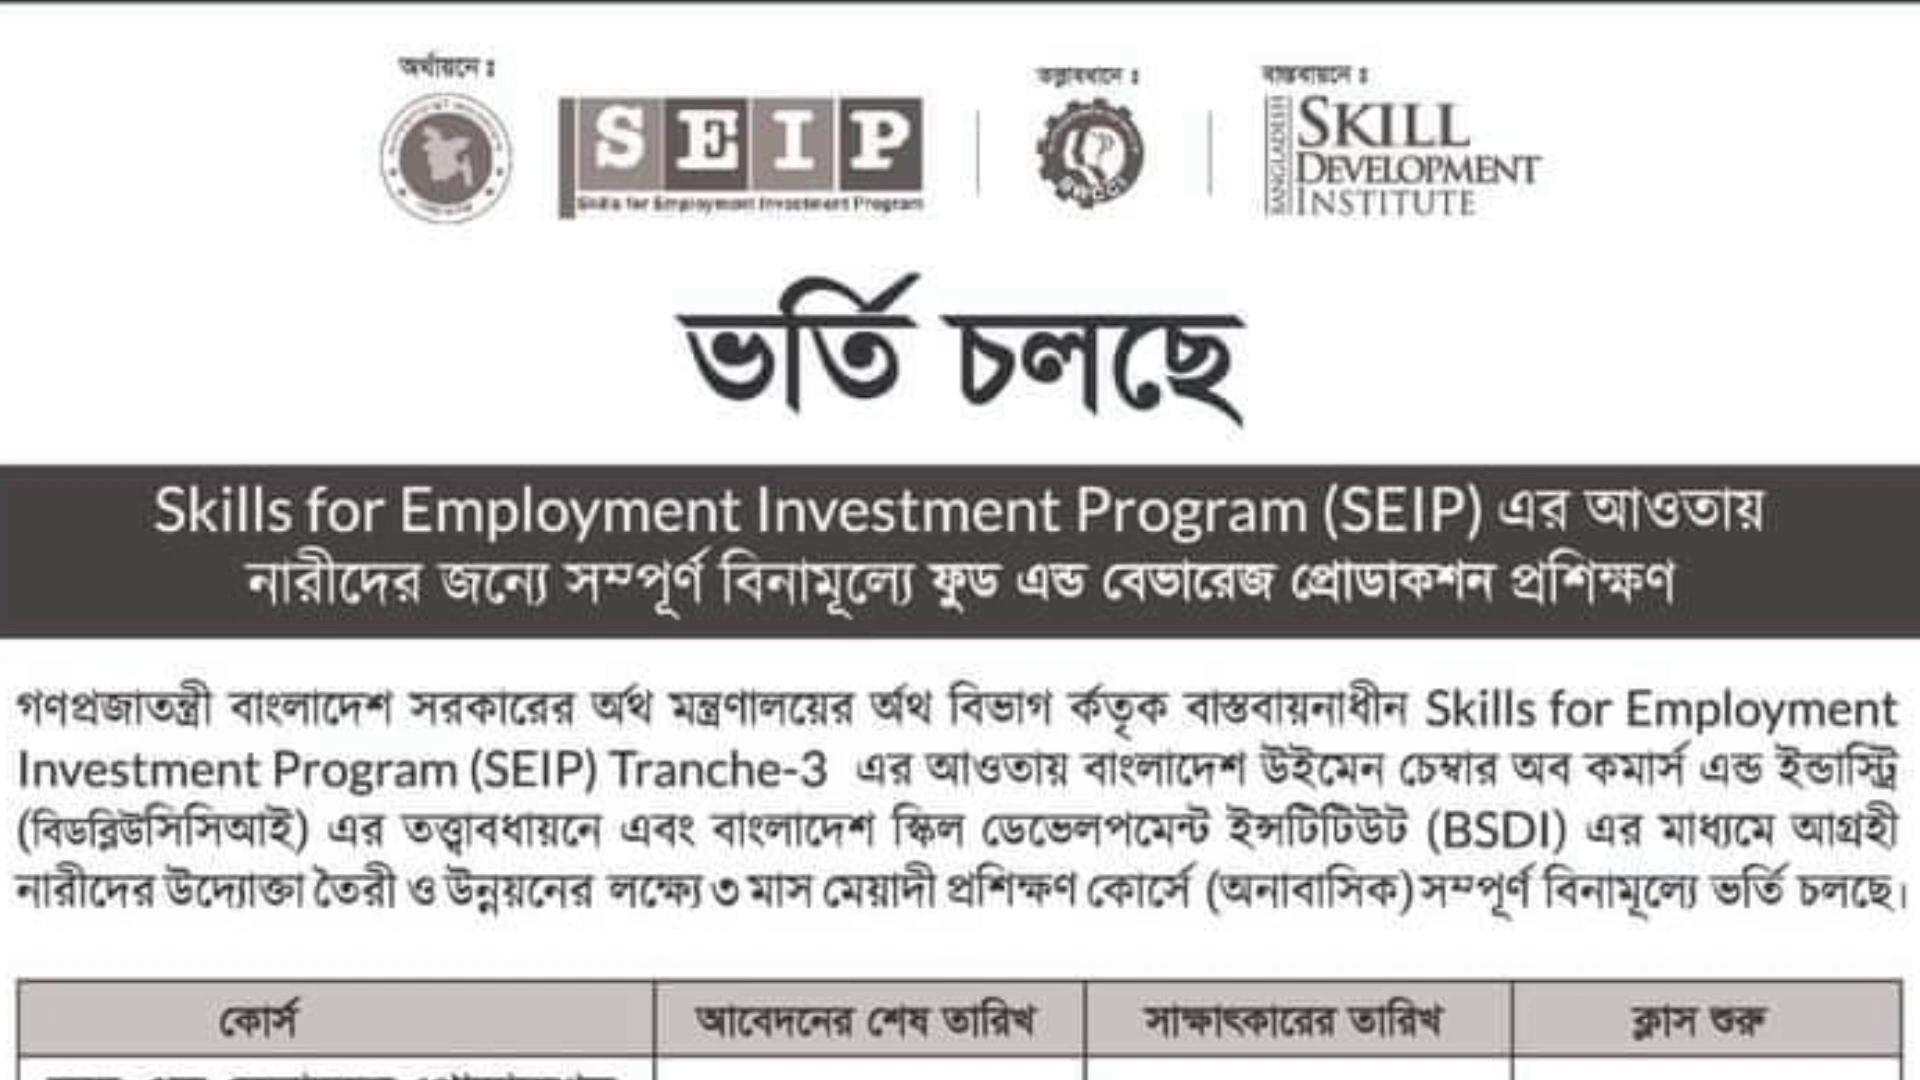 অর্থায়নে ঃ
তত্ত্বাবধানে ঃ
বাস্তবায়নে ঃ
SEIP
Skills for Employment Investment Program
BWCCI
BANGLADESH
SKILL
DEVELOPMENT
INSTITUTE
ভর্তি চলছে
Skills for Employment Investment Program (SEIP) এর আওতায়
নারীদের জন্যে সম্পূর্ণ বিনামূল্যে ফুড এন্ড বেভারেজ প্রোডাকশন প্রশিক্ষণ
গণপ্রজাতন্ত্রী বাংলাদেশ সরকারের র্অথ মন্ত্রণালয়ের র্অথ বিভাগ র্কতৃক বাস্তবায়নাধীন Skills for Employment
Investment Program (SEIP) Tranche-3 এর আওতায় বাংলাদেশ উইমেন চেম্বার অব কমার্স এন্ড ইন্ডাস্ট্রি
(বিডব্লিউসিসিআই) এর তত্ত্বাবধায়নে এবং বাংলাদেশ স্কিল ডেভেলপমেন্ট ইন্সটিটিউট (BSDI) এর মাধ্যমে আগ্রহী
নারীদের উদ্যোক্তা তৈরী ও উন্নয়নের লক্ষ্যে ৩ মাস মেয়াদী প্রশিক্ষণ কোর্সে (অনাবাসিক) সম্পূর্ণ বিনামূল্যে ভর্তি চলছে।
কোর্স আবেদনের শেষ তারিখ সাক্ষাৎকারের তারিখ ক্লাস শুরু